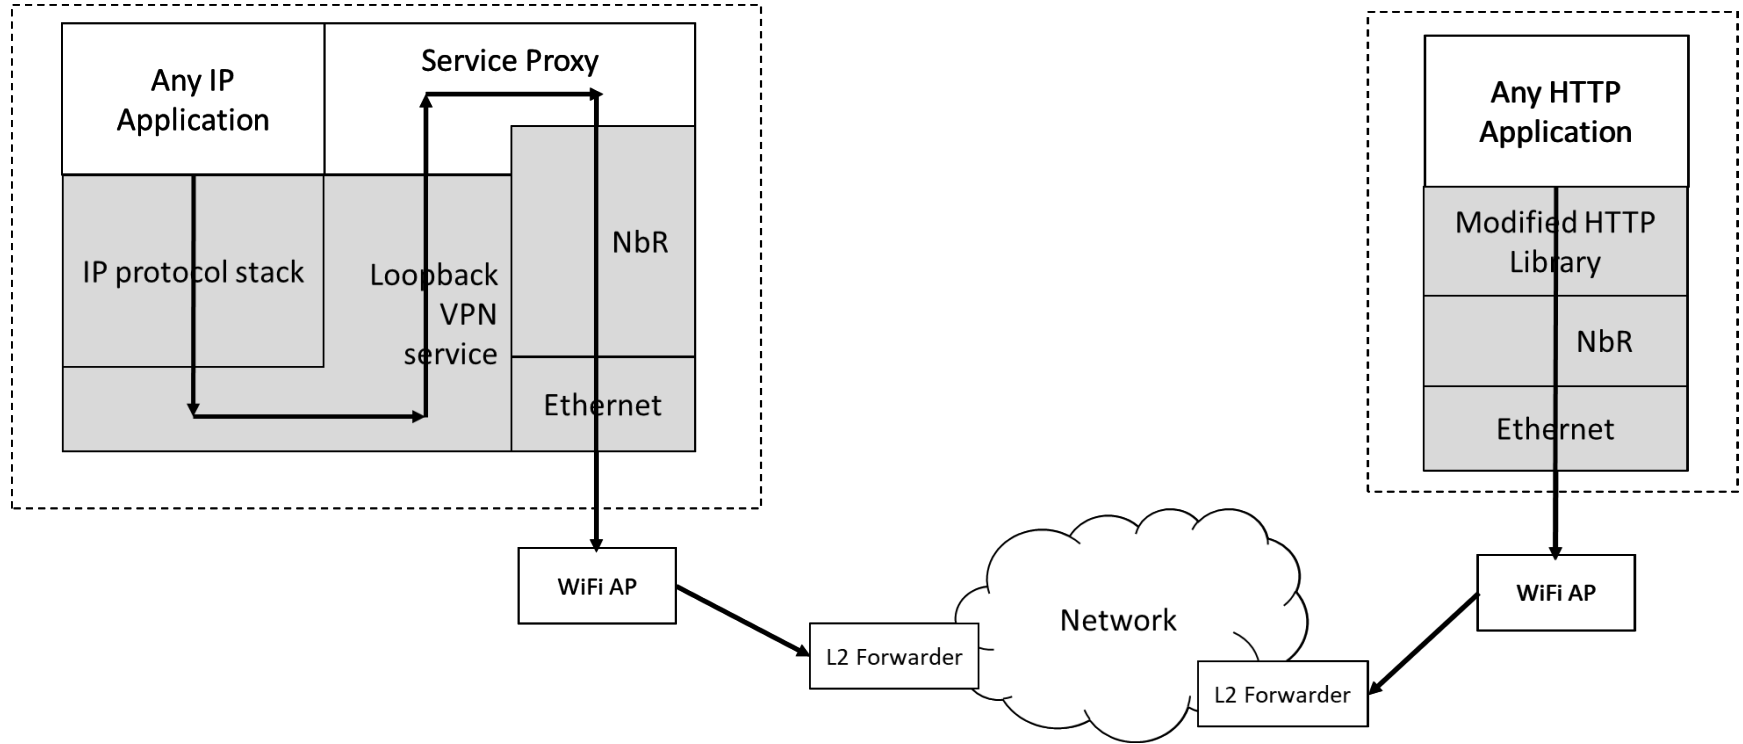 Any IP
Application
Service Proxy
IP protocol stack
Loopback
VPN
service
NbR
Ethernet
Any HTTP
Application
Modified HTTP
Library
NbR
Ethernet
WiFi AP
L2 Forwarder
Network
L2 Forwarder
WiFi AP